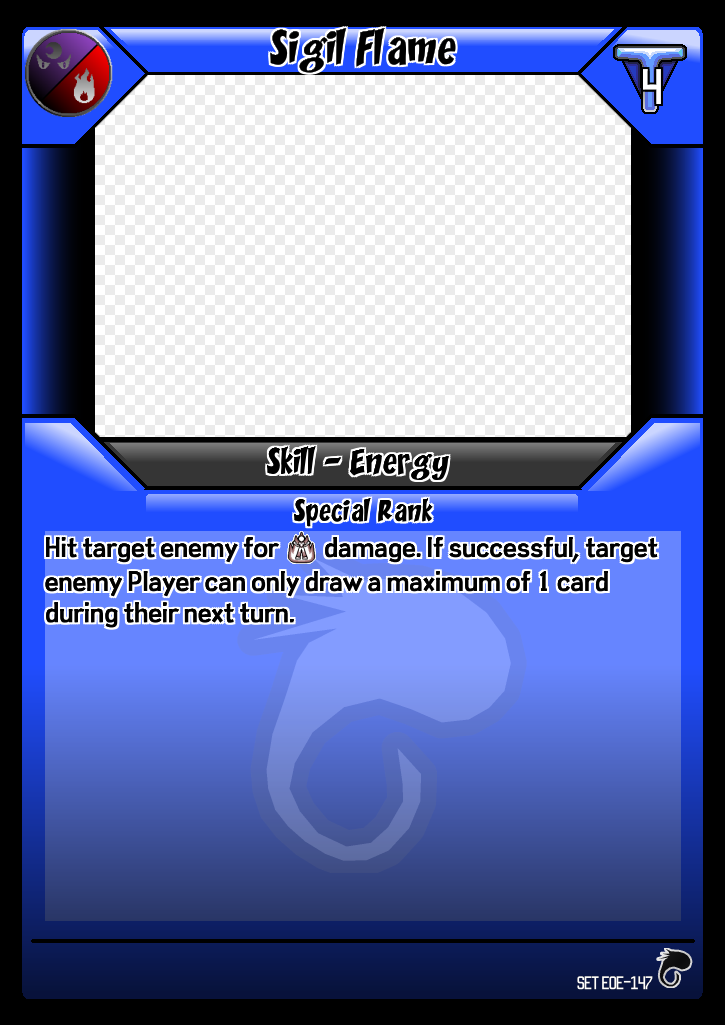 Sigil Flame
4
Skill - Energy
Special Rank
Hit target enemy for damage. If successful, target
enemy Player can only draw a maximum of 1 card
during their next turn.
SET EOE-147